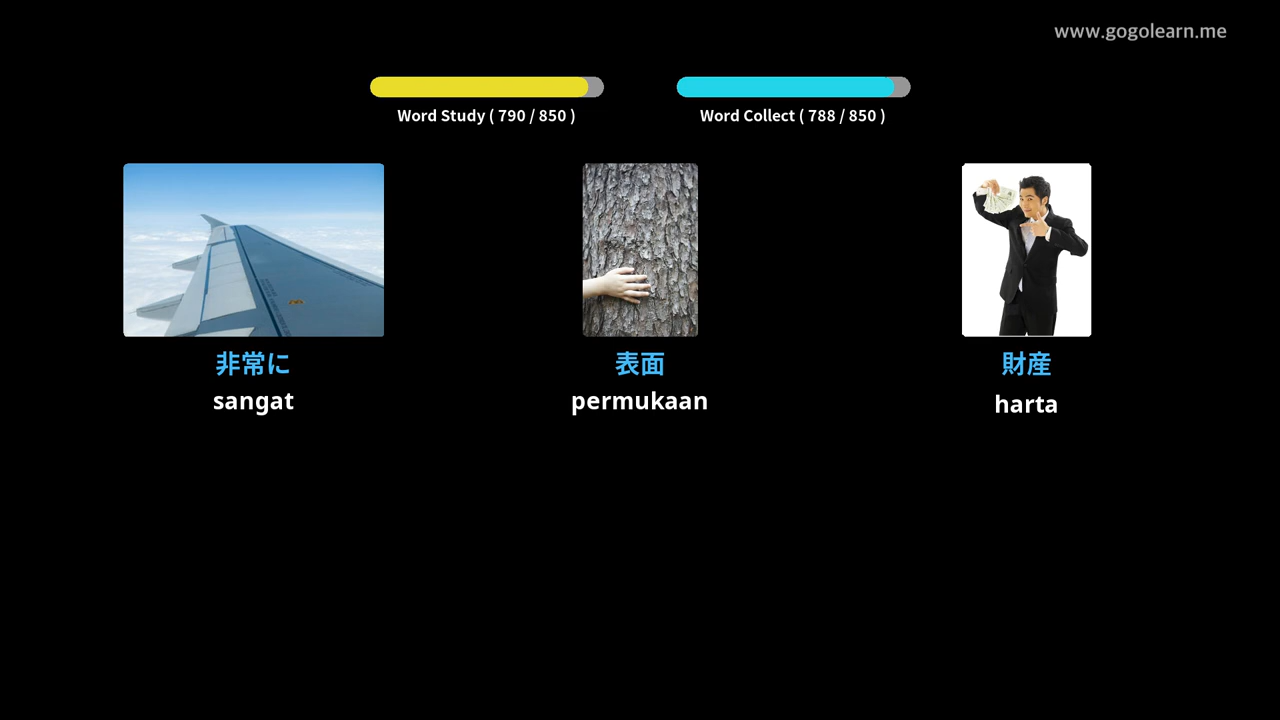 www.gogolearn.me
Word Study ( 790 / 850 )
Word Collect ( 788 / 850 )
非常に
sangat
表面
permukaan
財産
harta